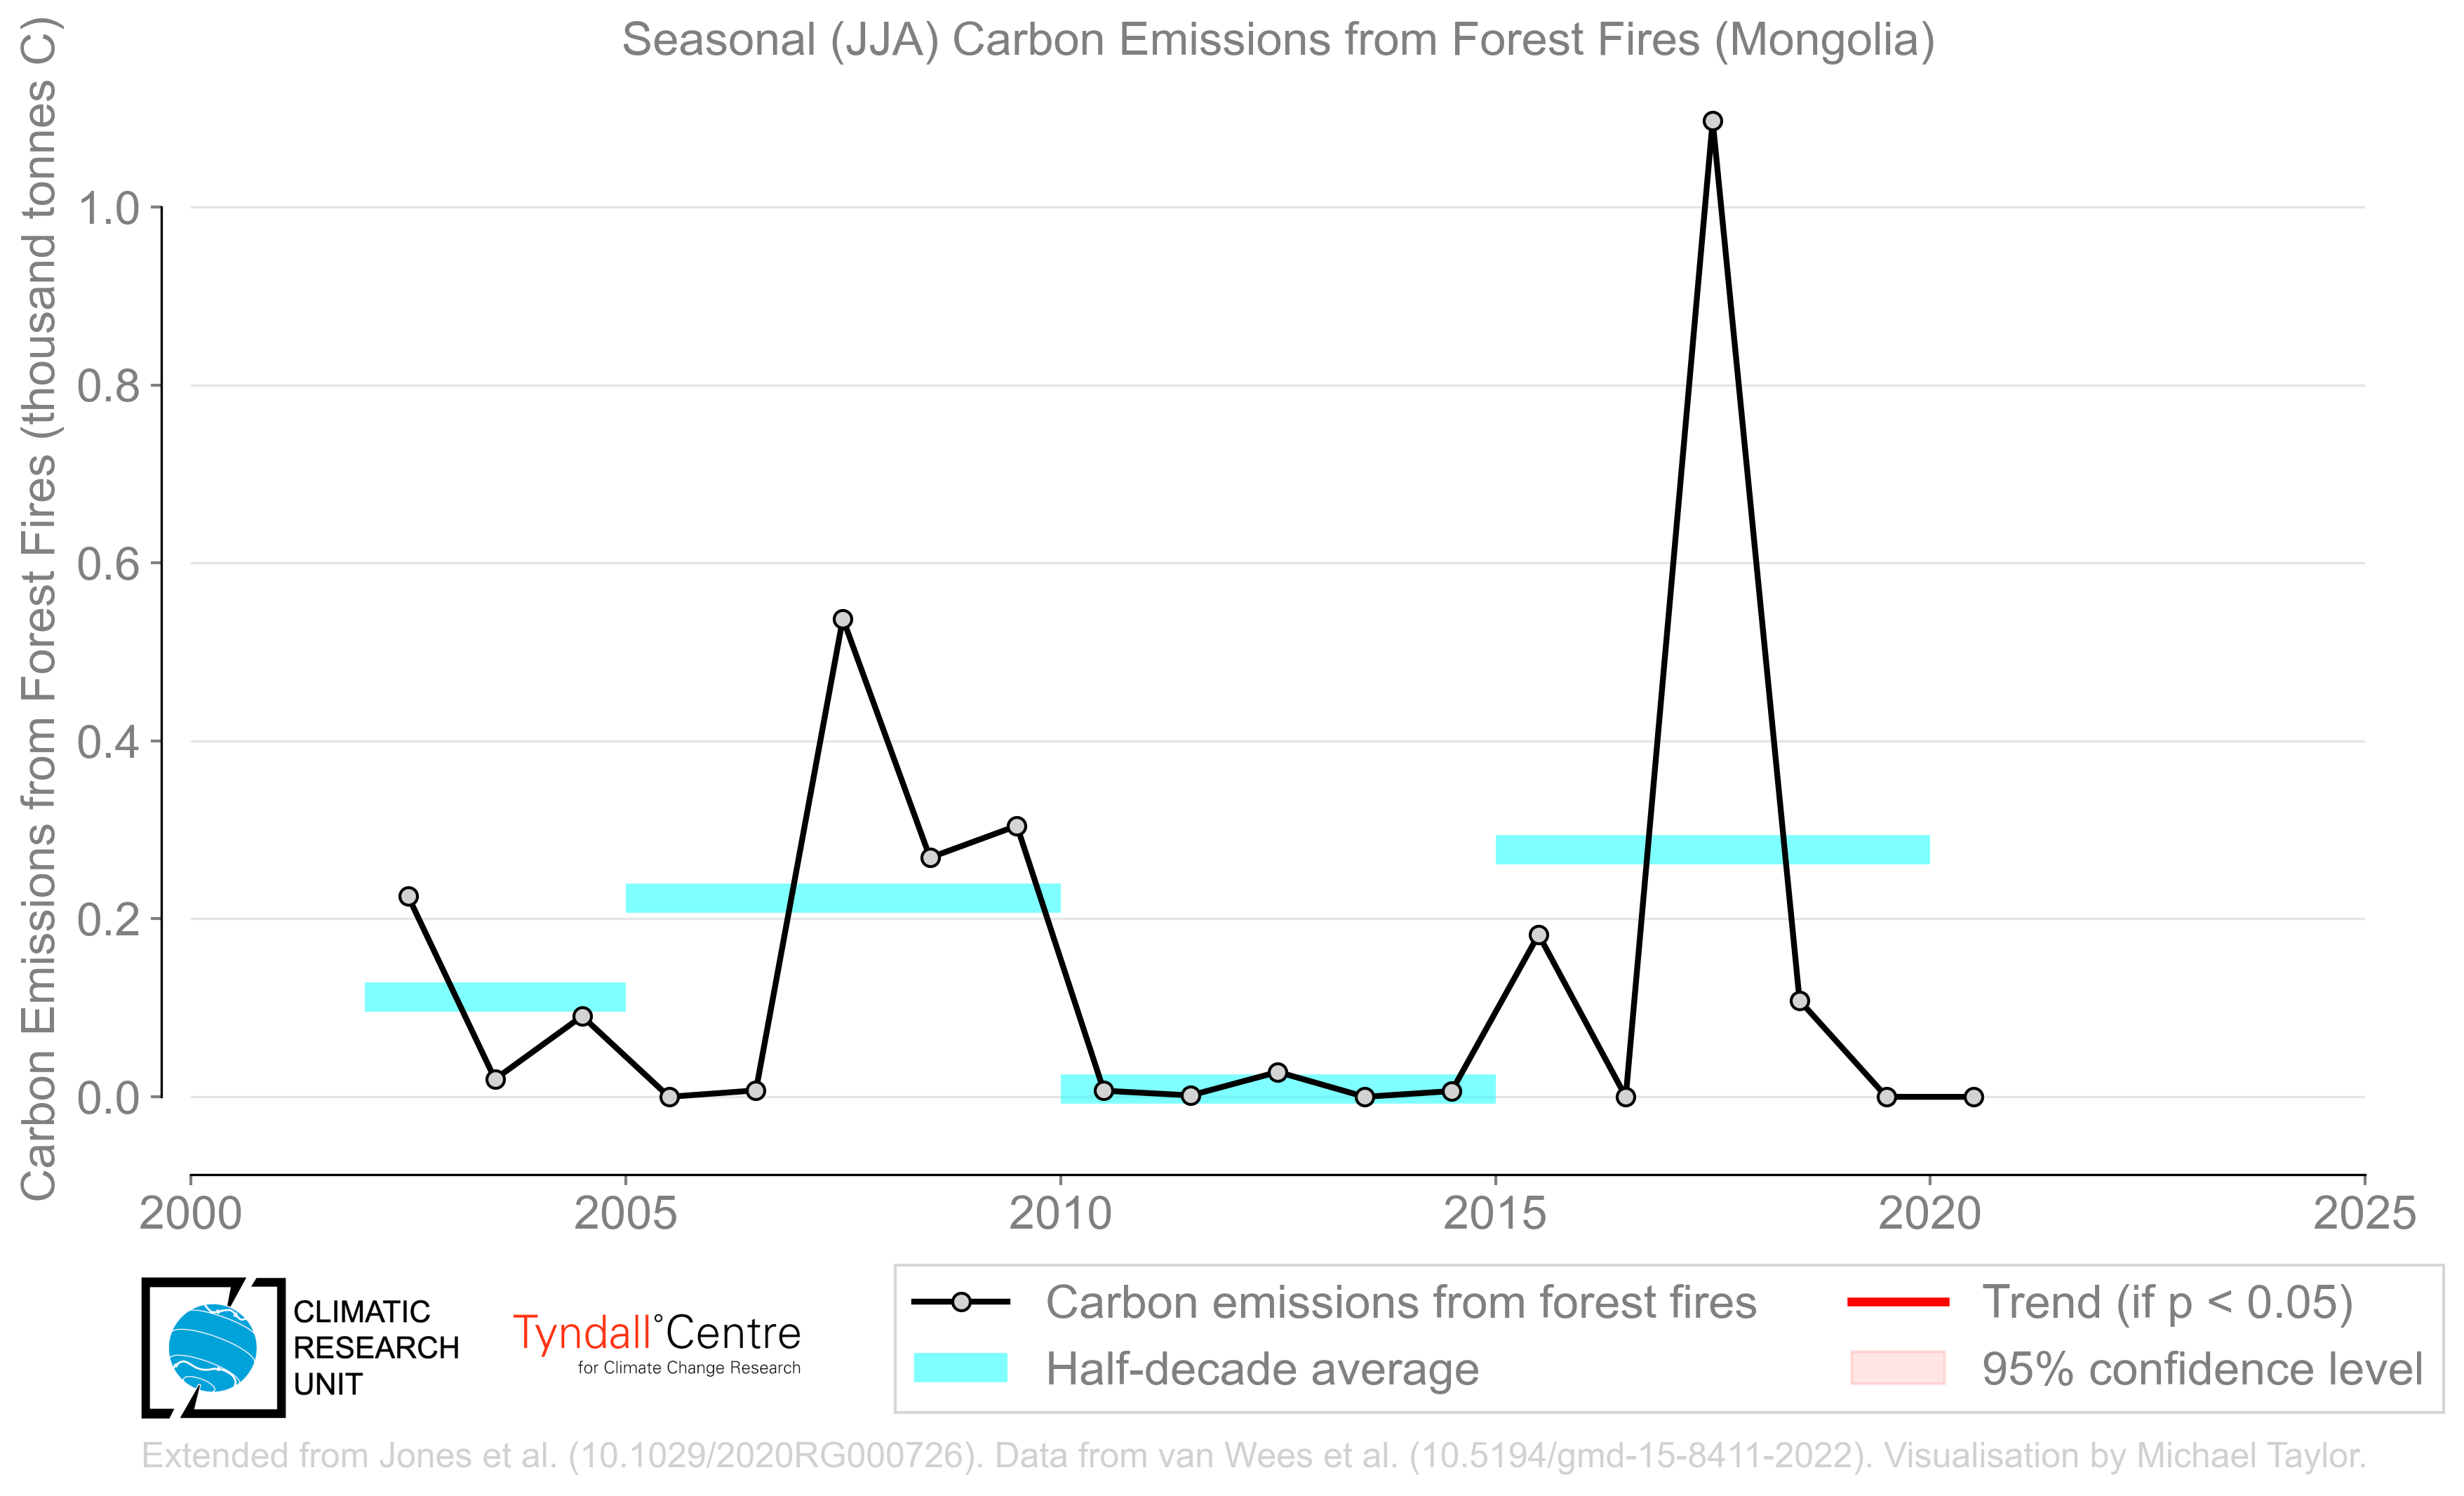 Seasonal (JJA) Carbon Emissions from Forest Fires (Mongolia)
Carbon Emissions from Forest Fires (thousand tonnes C)
1.0
0.8
0.6
0.4
0.2
0.0
2000 2005 2010 2015 2020 2025
CLIMATIC
RESEARCH
UNIT
Tyndall°Centre
for Climate Change Research
Carbon emissions from forest fires
Half-decade average
Trend (if p < 0.05)
95% confidence level
Extended from Jones et al. (10.1029/2020RG000726). Data from van Wees et al. (10.5194/gmd-15-8411-2022). Visualisation by Michael Taylor.